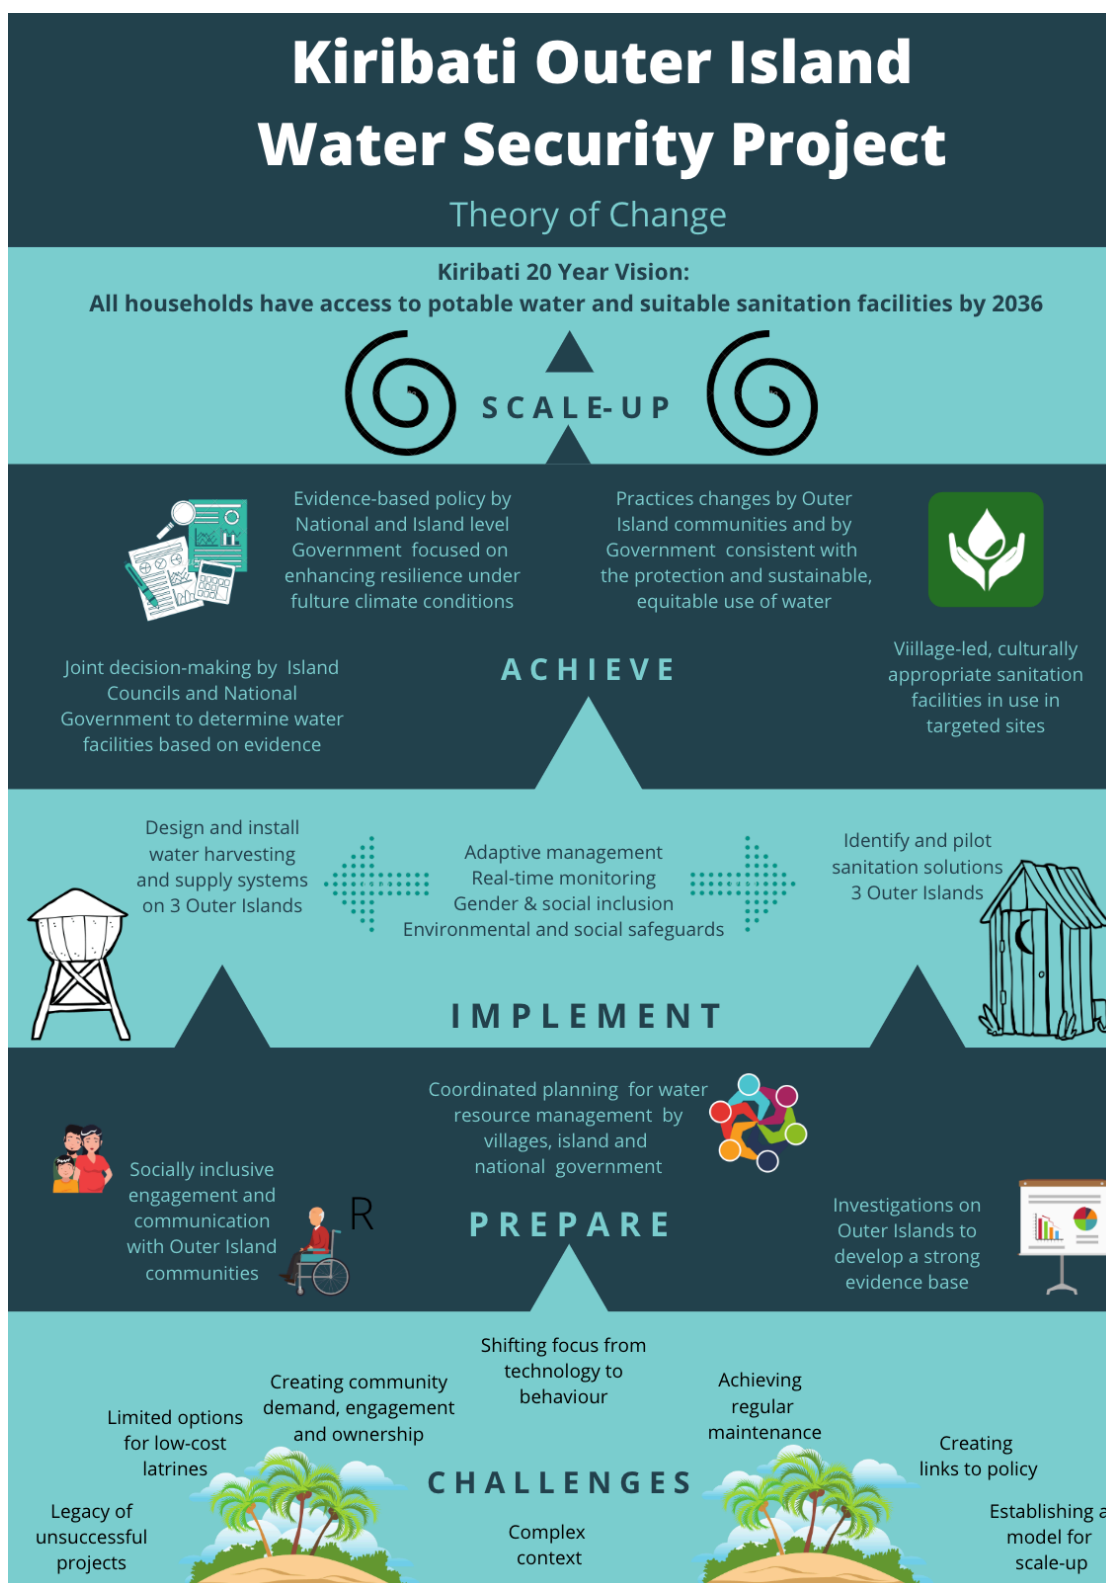 Kiribati Outer Island
Water Security Project
Theory of Change
Kiribati 20 Year Vision:
All households have access to potable water and suitable sanitation facilities by 2036
SCALE-UP
Evidence-based policy by
National and Island level
Government focused on
enhancing resilience under
fulture climate conditions
Practices changes by Outer
Island communities and by
Government consistent with
the protection and sustainable,
equitable use of water
Joint decision-making by Island
Councils and National
Government to determine water
facilities based on evidence
ACHIEVE
Viillage-led, culturally
appropriate sanitation
facilities in use in
targeted sites
Design and install
water harvesting
and supply systems
on 3 Outer Islands
Adaptive management
Real-time monitoring
Gender & social inclusion
Environmental and social safeguards
Identify and pilot
sanitation solutions
3 Outer Islands
IMPLEMENT
Coordinated planning for water
resource management by
villages, island and
national government
Socially inclusive
engagement and
communication
with Outer Island
communities
R
PREPARE
Investigations on
Outer Islands to
develop a strong
evidence base
Shifting focus from
technology to
behaviour
Creating community
demand, engagement
and ownership
Achieving
regular
maintenance
Limited options
for low-cost
latrines
Creating
links to policy
CHALLENGES
Legacy of
unsuccessful
projects
Complex
context
Establishing a
model for
scale-up